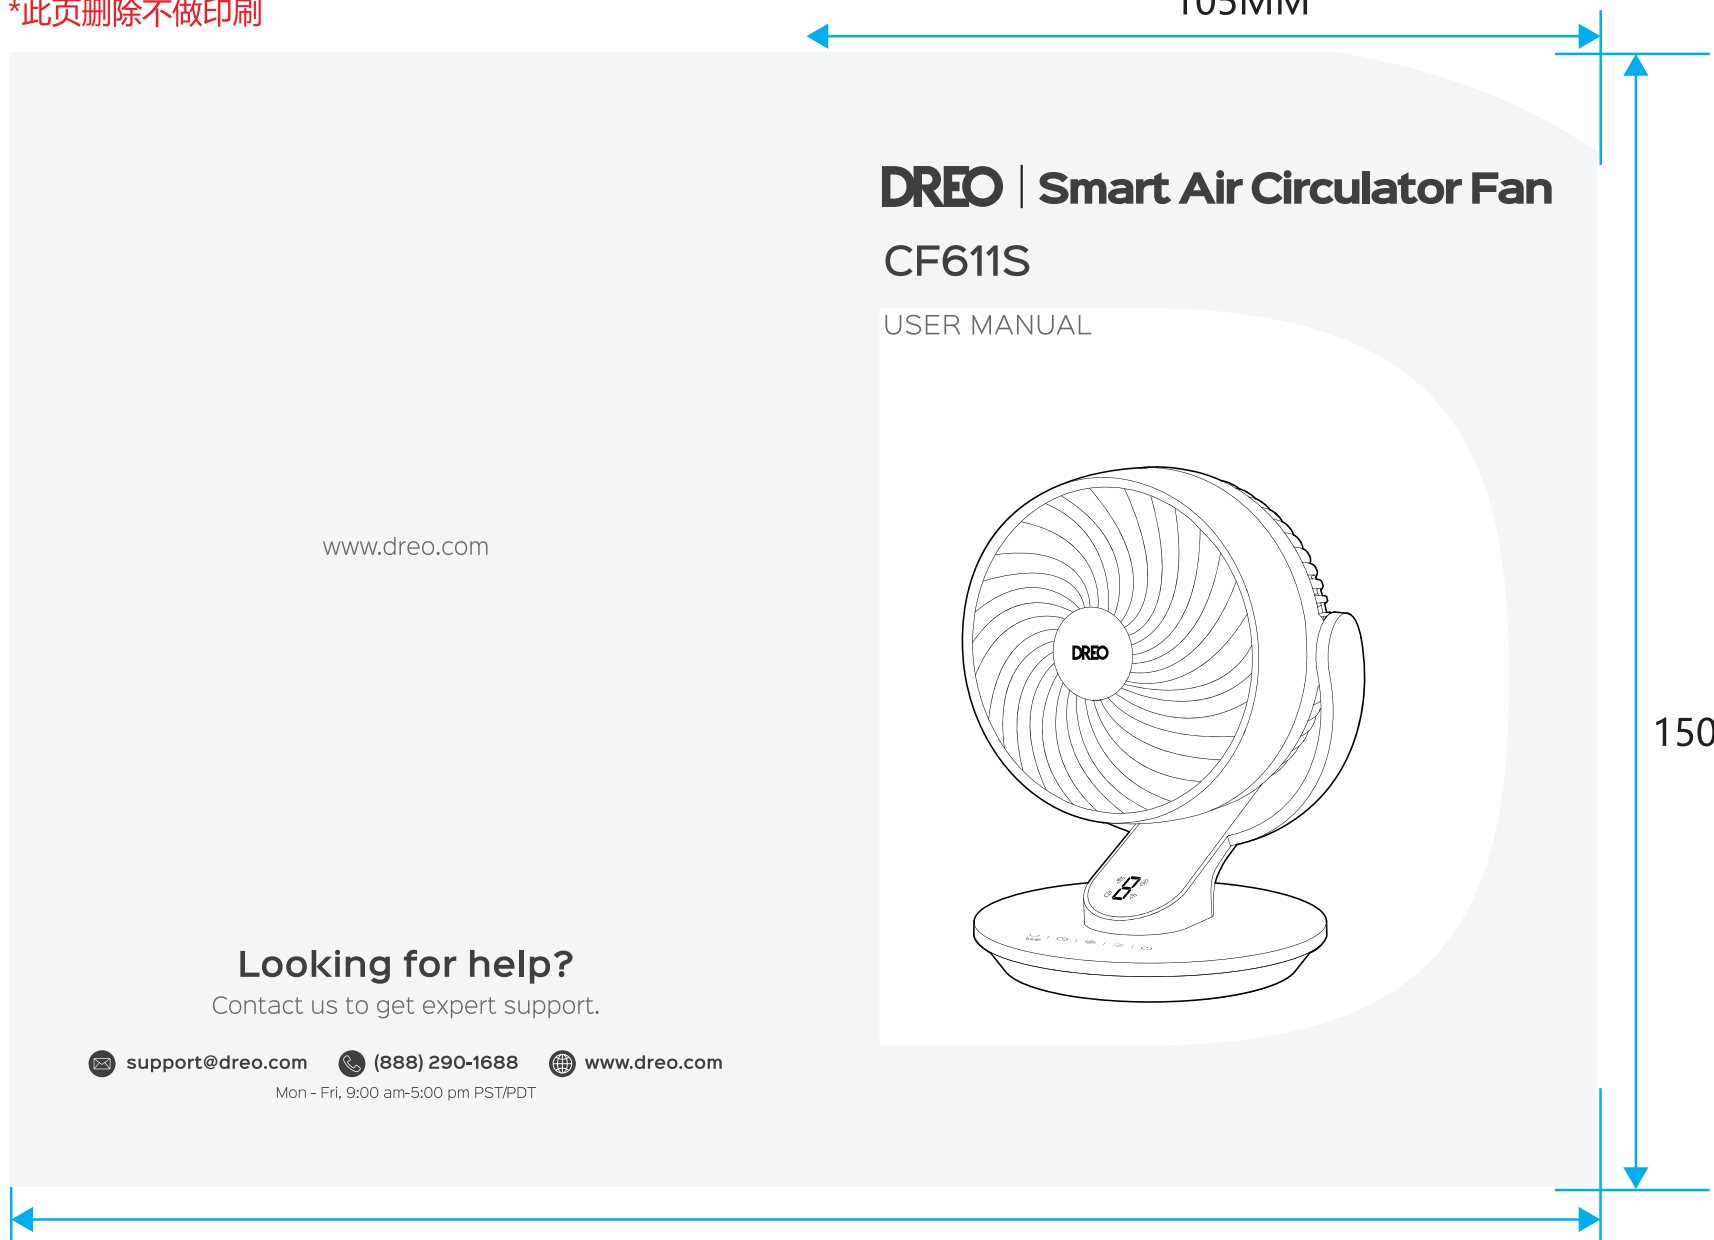 *此页删除不做印刷
105MM
DREO | Smart Air Circulator Fan
CF611S
USER MANUAL
DREO
150
www.dreo.com
Looking for help?
Contact us to get expert support.
support@dreo.com (888) 290-1688 www.dreo.com
Mon - Fri, 9:00 am-5:00 pm PST/PDT